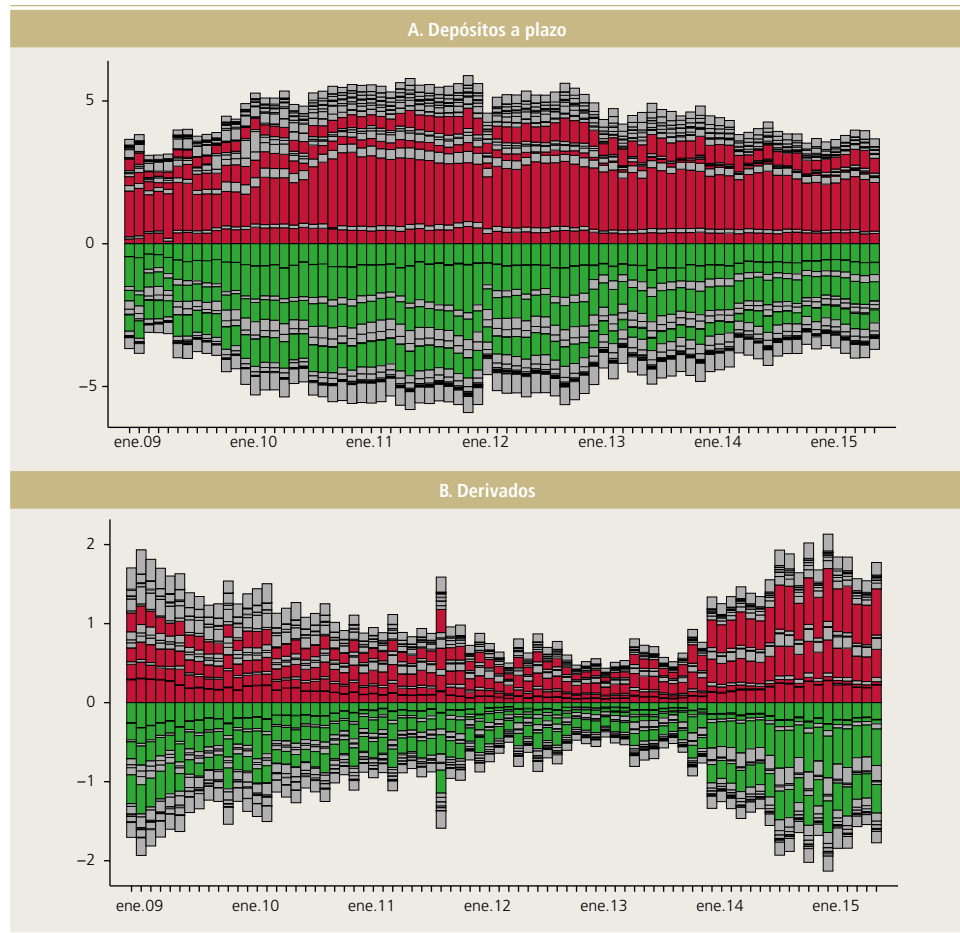 A. Depósitos a plazo
5
0
−5
ene.09 ene.10 ene.11 ene.12 ene.13 ene.14 ene.15
B. Derivados
2
1
0
−1
−2
ene.09 ene.10 ene.11 ene.12 ene.13 ene.14 ene.15